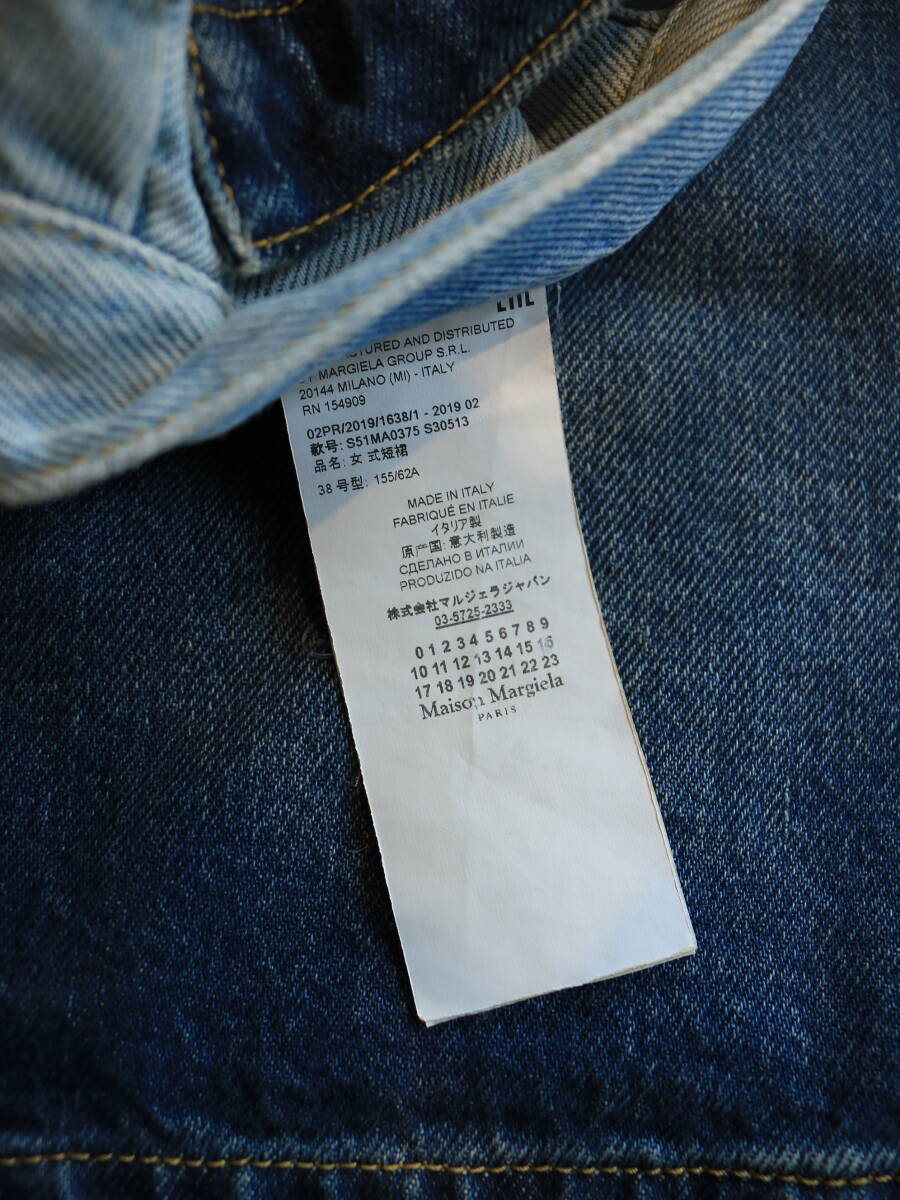 AND DISTRIBUTED
MARGIELA GROUP S.R.L.
20144 MILANO (MI) - ITALY
RN 154909
02PR/2019/1638/1 - 2019 02
款号: S51MA0375 S30513
品名: 女 式短裙
38 号型: 155/62A
MADE IN ITALY
FABRIQUÉ EN ITALIE
イタリア製
原产国: 意大利製造
СДЕЛАНО В ИТАЛИИ
PRODUZIDO NA ITALIA
株式会社マルジェラジャパン
03-5725-2333
0 1 2 3 4 5 6 7 8 9
10 11 12 13 14 15 16
17 18 19 20 21 22 23
Maison Margiela
PARIS